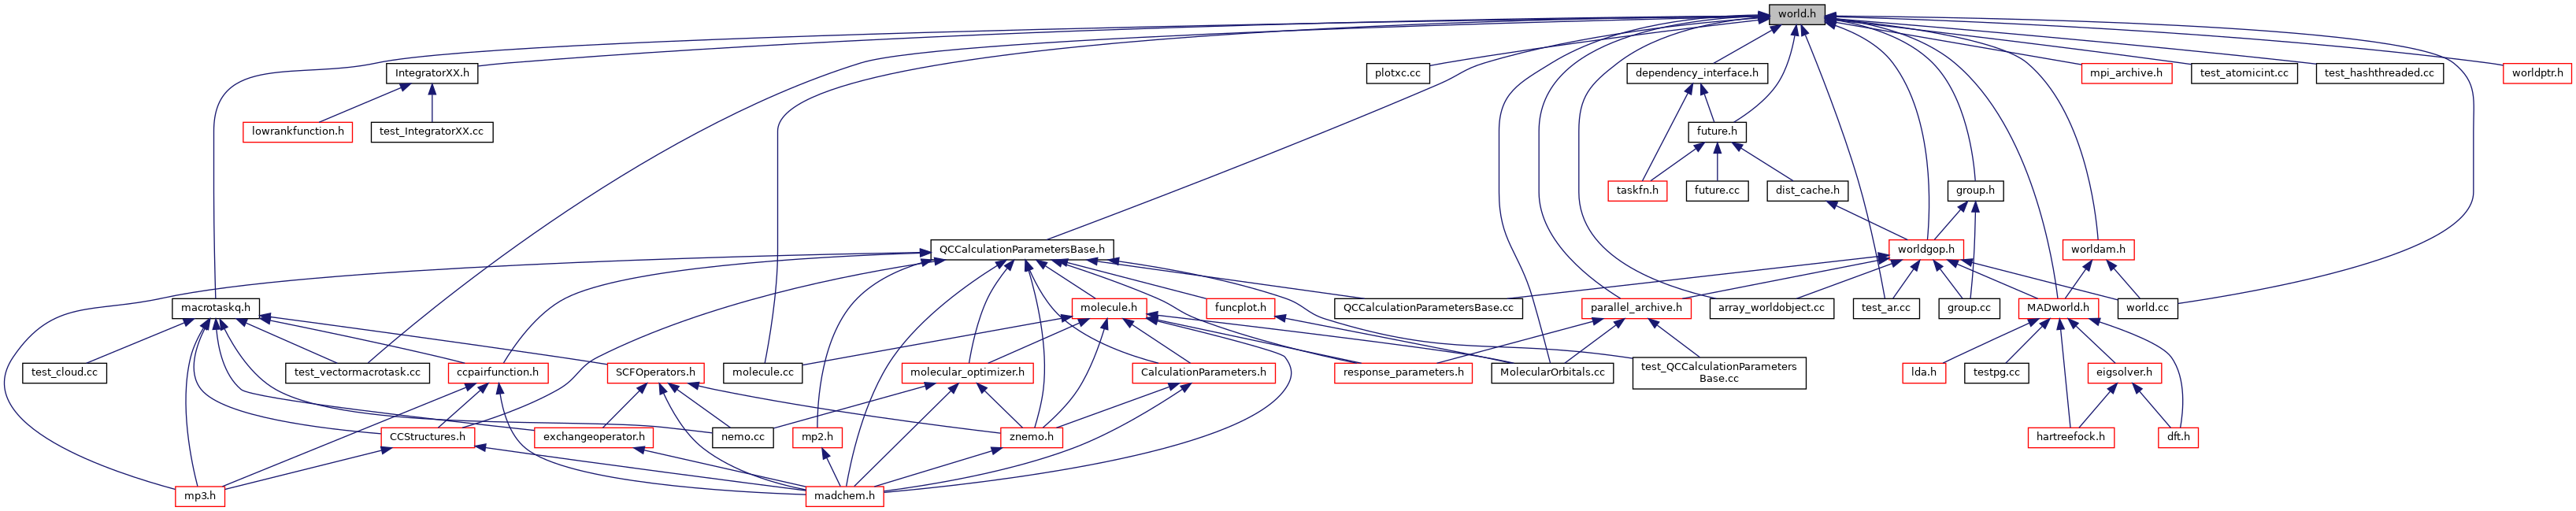 world.h
IntegratorXX.h
plotxc.cc
dependency_interface.h
mpi_archive.h
test_atomicint.cc
test_hashthreaded.cc
worldptr.h
lowrankfunction.h
test_IntegratorXX.cc
future.h
taskfn.h
future.cc
dist_cache.h
group.h
QCCalculationParametersBase.h
worldgop.h
worldam.h
macrotaskq.h
molecule.h
funcplot.h
QCCalculationParametersBase.cc
parallel_archive.h
array_worldobject.cc
test_ar.cc
group.cc
MADworld.h
world.cc
test_cloud.cc
test_vectormacrotask.cc
ccpairfunction.h
SCFOperators.h
molecule.cc
molecular_optimizer.h
CalculationParameters.h
response_parameters.h
MolecularOrbitals.cc
test_QCCalculationParameters
Base.cc
lda.h
testpg.cc
eigsolver.h
CCStructures.h
exchangeoperator.h
nemo.cc
mp2.h
znemo.h
hartreefock.h
dft.h
mp3.h
madchem.h